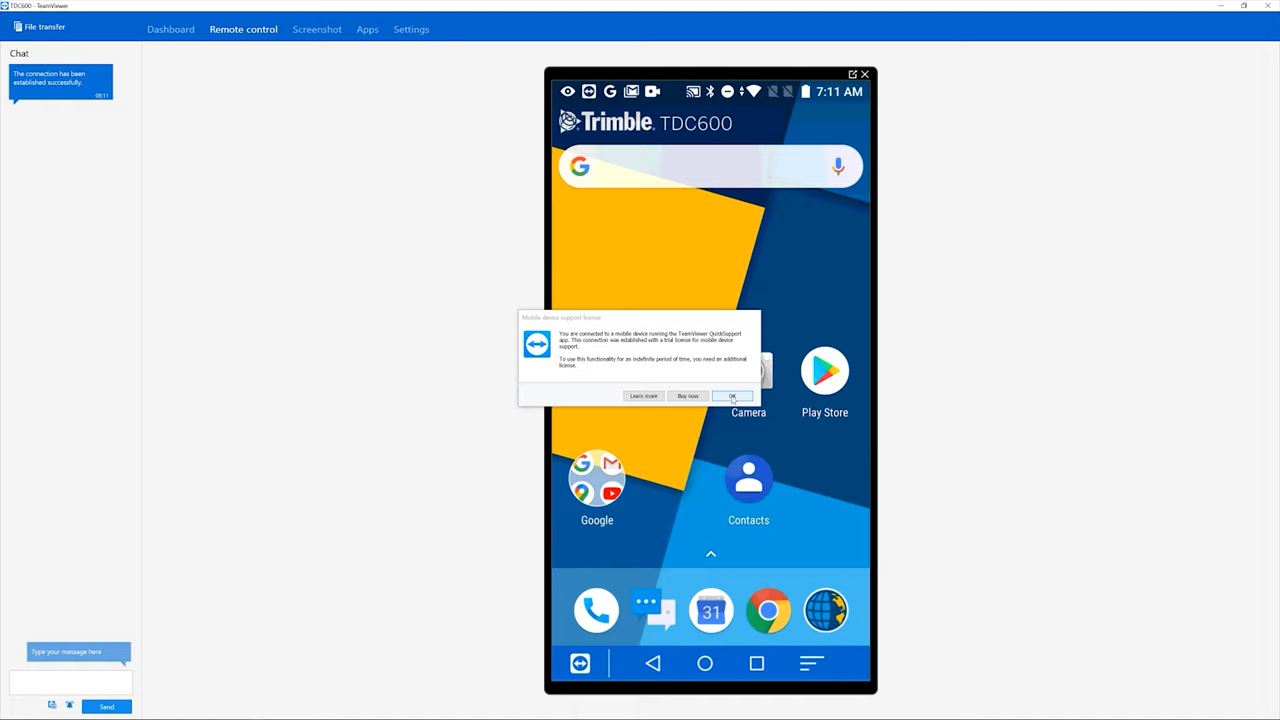 TDC600 - TeamViewer
File transfer
Dashboard
Remote control
Screenshot
Apps
Settings
Chat
The connection has been
established successfully.
08:11
7:11 AM
Trimble. TDC600
Mobile device support license
You are connected to a mobile device running the TeamViewer QuickSupport
app. This connection was established with a trial license for mobile device
support.
To use this functionality for an indefinite period of time, you need an additional
license.
Learn more
Buy now
OK
Camera
Play Store
Google
Contacts
31
Type your message here
Send